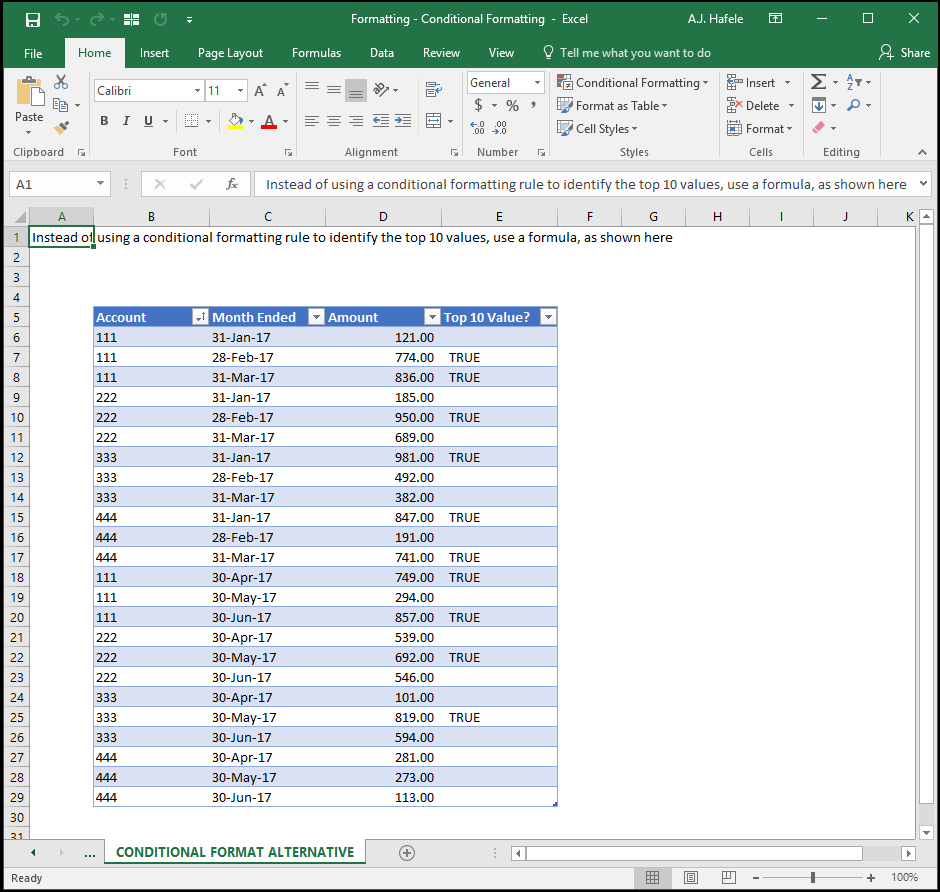 Formatting - Conditional Formatting - Excel A.J. Hafele
File Home Insert Page Layout Formulas Data Review View Tell me what you want to do Share
Paste Calibri 11 A A General Conditional Formatting Insert
B I U A $ % , Format as Table Delete
.00 .0 Cell Styles Format
Clipboard Font Alignment Number Styles Cells Editing
A1 fx Instead of using a conditional formatting rule to identify the top 10 values, use a formula, as shown here
A B C D E F G H I J K
1 Instead of using a conditional formatting rule to identify the top 10 values, use a formula, as shown here
2
3
4
5 Account Month Ended Amount Top 10 Value?
6 111 31-Jan-17 121.00
7 111 28-Feb-17 774.00 TRUE
8 111 31-Mar-17 836.00 TRUE
9 222 31-Jan-17 185.00
10 222 28-Feb-17 950.00 TRUE
11 222 31-Mar-17 689.00
12 333 31-Jan-17 981.00 TRUE
13 333 28-Feb-17 492.00
14 333 31-Mar-17 382.00
15 444 31-Jan-17 847.00 TRUE
16 444 28-Feb-17 191.00
17 444 31-Mar-17 741.00 TRUE
18 111 30-Apr-17 749.00 TRUE
19 111 30-May-17 294.00
20 111 30-Jun-17 857.00 TRUE
21 222 30-Apr-17 539.00
22 222 30-May-17 692.00 TRUE
23 222 30-Jun-17 546.00
24 333 30-Apr-17 101.00
25 333 30-May-17 819.00 TRUE
26 333 30-Jun-17 594.00
27 444 30-Apr-17 281.00
28 444 30-May-17 273.00
29 444 30-Jun-17 113.00
30
31
... CONDITIONAL FORMAT ALTERNATIVE
Ready 100%